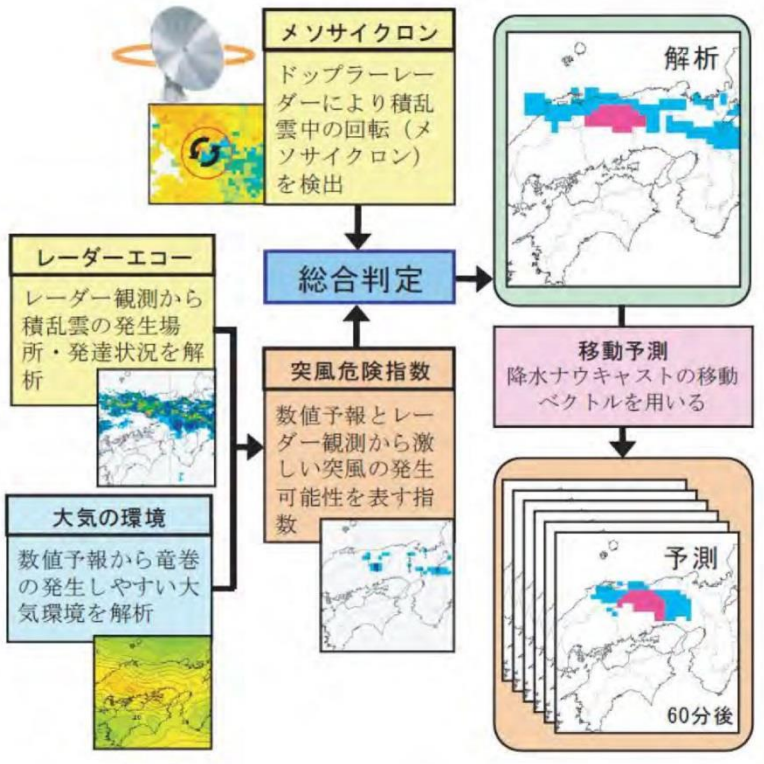 メソサイクロン
ドップラーレー
ダーにより積乱
雲中の回転（メ
ソサイクロン）
を検出
解析
レーダーエコー
レーダー観測から
積乱雲の発生場
所・発達状況を解
析
総合判定
突風危険指数
数値予報とレー
ダー観測から激
しい突風の発生
可能性を表す指
数
移動予測
降水ナウキャストの移動
ベクトルを用いる
大気の環境
数値予報から竜巻
の発生しやすい大
気環境を解析
予測
60分後